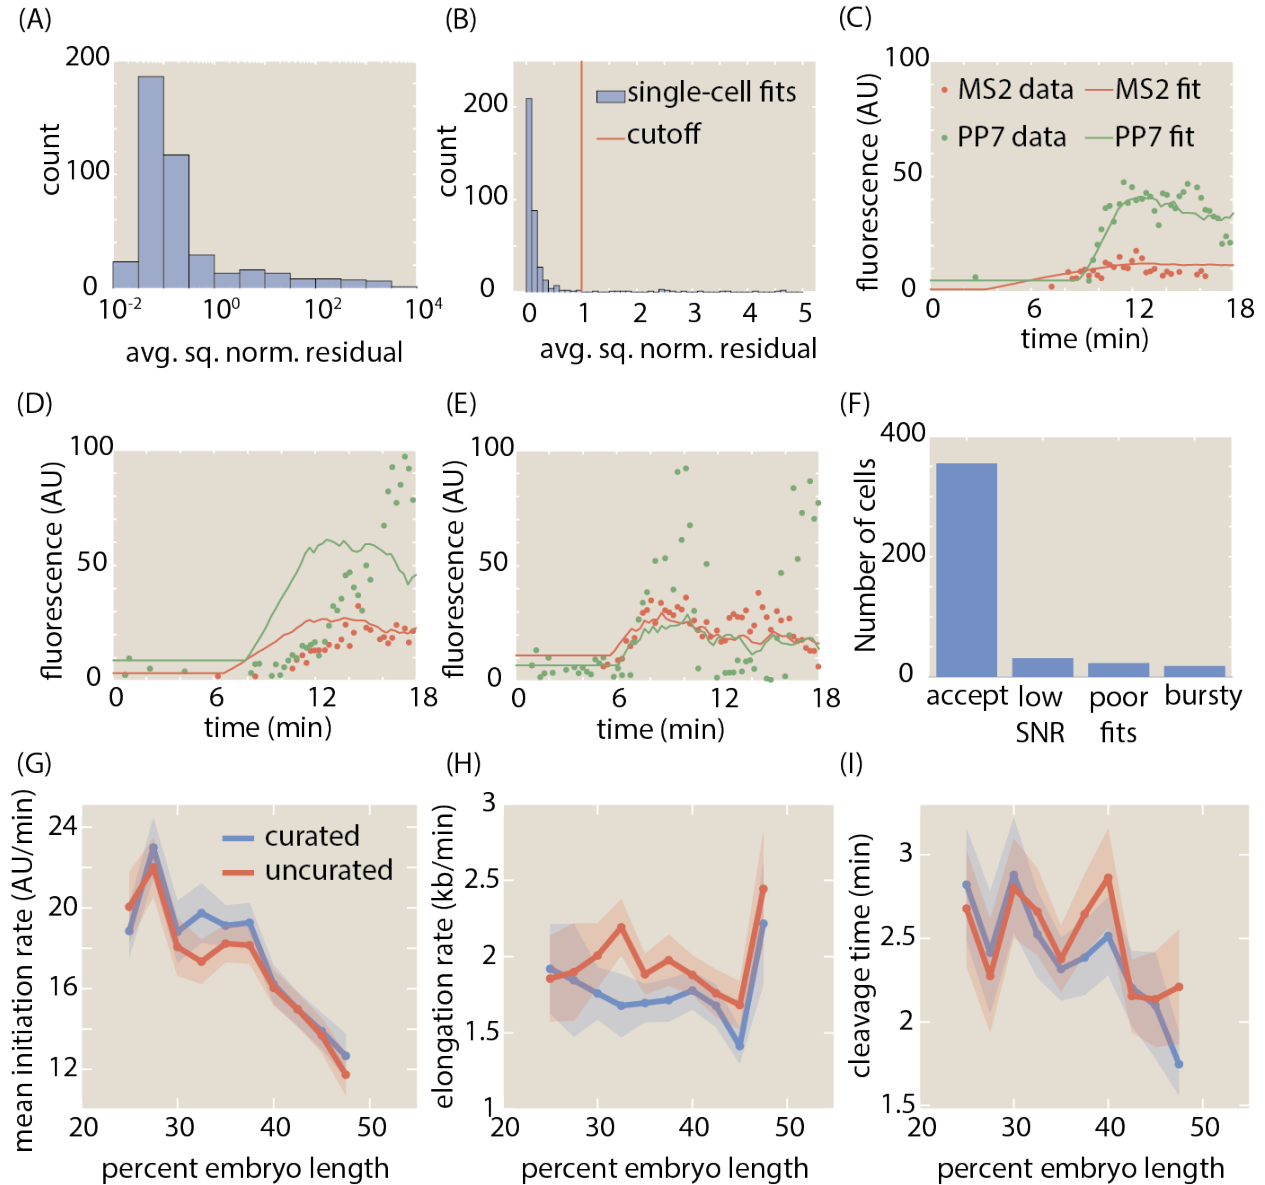 (A)
200
100
0
count
10-2
100
102
104
avg. sq. norm. residual
(B)
200
100
0
count
single-cell fits
cutoff
0 1 2 3 4 5
avg. sq. norm. residual
(C)
100
50
0
fluorescence (AU)
MS2 data MS2 fit
PP7 data PP7 fit
0 6 12 18
time (min)
(D)
100
50
0
fluorescence (AU)
0 6 12 18
time (min)
(E)
100
50
0
fluorescence (AU)
0 6 12 18
time (min)
(F)
400
200
0
Number of cells
accept low poor bursty
SNR fits
(G)
24
20
16
12
mean initiation rate (AU/min)
curated
uncurated
20 30 40 50
percent embryo length
(H)
3
2.5
2
1.5
1
elongation rate (kb/min)
20 30 40 50
percent embryo length
(I)
3
2.5
2
1.5
cleavage time (min)
20 30 40 50
percent embryo length